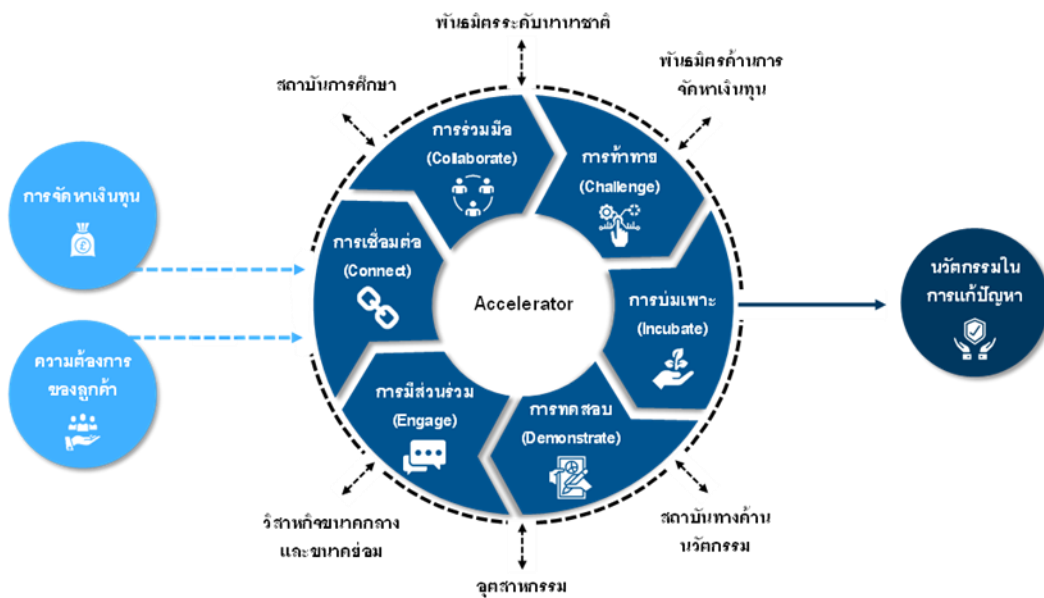 พันธมิตรระดับนานาชาติ
สถาบันการศึกษา
พันธมิตรด้านการ
จัดหาเงินทุน
การร่วมมือ
(Collaborate)
การท้าทาย
(Challenge)
การจัดหาเงินทุน
การเชื่อมต่อ
(Connect)
Accelerator
การบ่มเพาะ
(Incubate)
นวัตกรรมใน
การแก้ปัญหา
ความต้องการ
ของลูกค้า
การมีส่วนร่วม
(Engage)
การทดสอบ
(Demonstrate)
วิสาหกิจขนาดกลาง
และขนาดย่อม
สถาบันทางด้าน
นวัตกรรม
อุตสาหกรรม